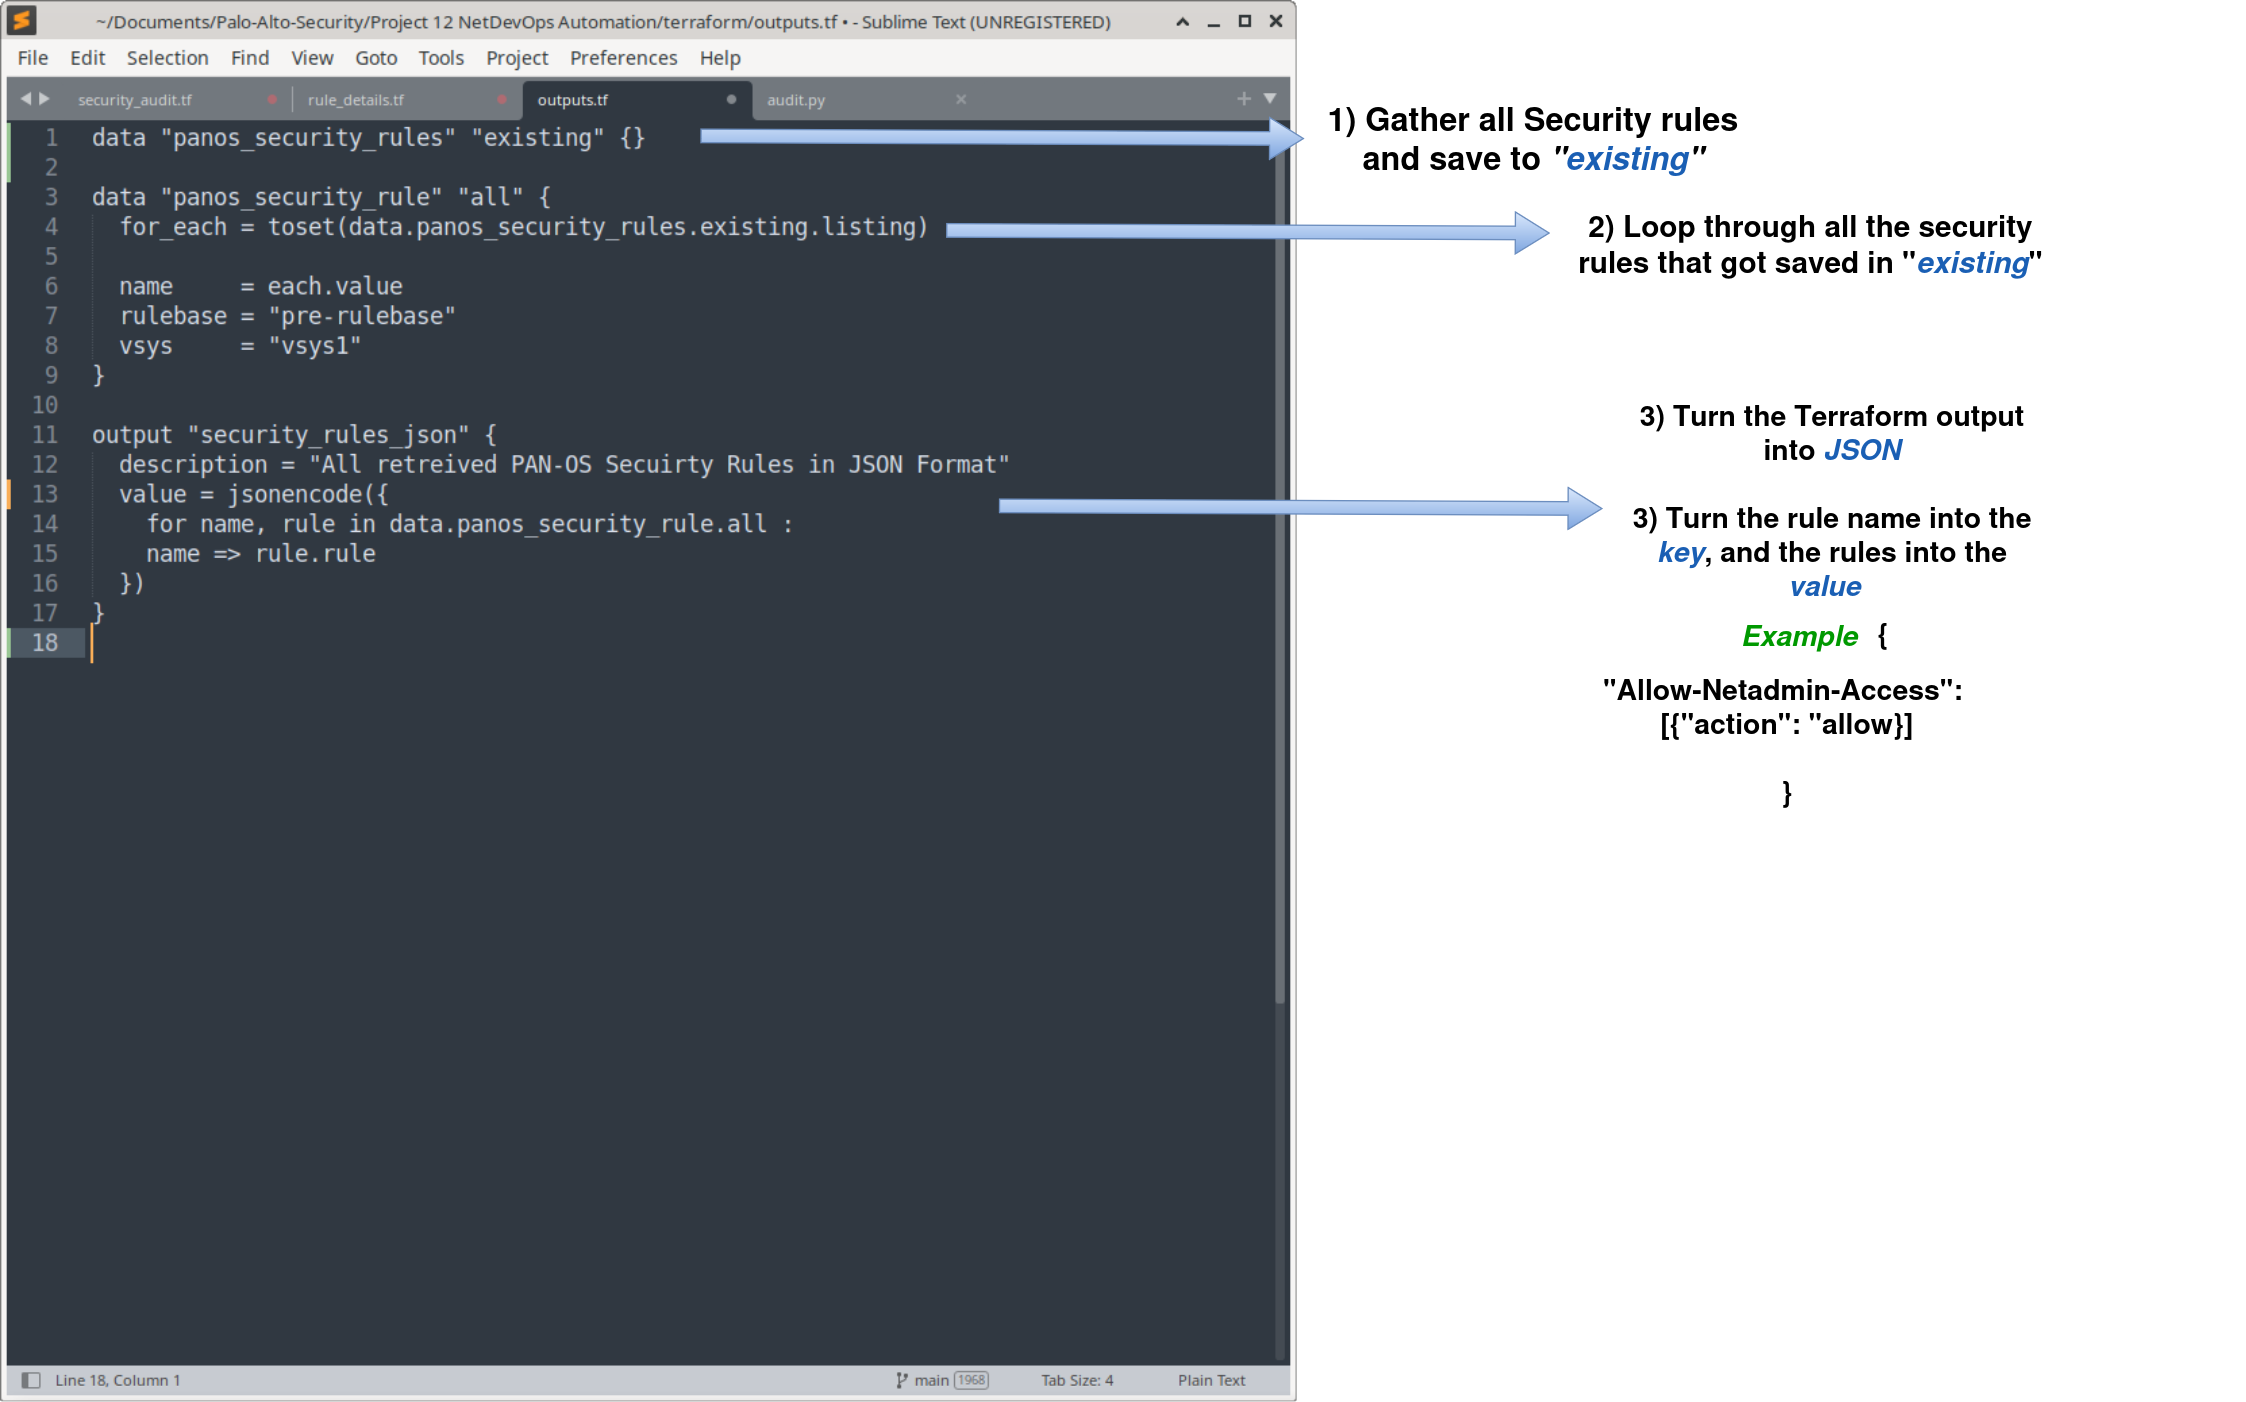 ~/Documents/Palo-Alto-Security/Project 12 NetDevOps Automation/terraform/outputs.tf • - Sublime Text (UNREGISTERED)
File Edit Selection Find View Goto Tools Project Preferences Help
security_audit.tf rule_details.tf outputs.tf audit.py
1 data "panos_security_rules" "existing" {}
2
3 data "panos_security_rule" "all" {
4 for_each = toset(data.panos_security_rules.existing.listing)
5
6 name = each.value
7 rulebase = "pre-rulebase"
8 vsys = "vsys1"
9 }
10
11 output "security_rules_json" {
12 description = "All retreived PAN-OS Secuirty Rules in JSON Format"
13 value = jsonencode({
14 for name, rule in data.panos_security_rule.all :
15 name => rule.rule
16 })
17 }
18
Line 18, Column 1 main 1968 Tab Size: 4 Plain Text
1) Gather all Security rules
and save to "existing"
2) Loop through all the security
rules that got saved in "existing"
3) Turn the Terraform output
into JSON
3) Turn the rule name into the
key, and the rules into the
value
Example {
"Allow-Netadmin-Access":
[{"action": "allow}]
}